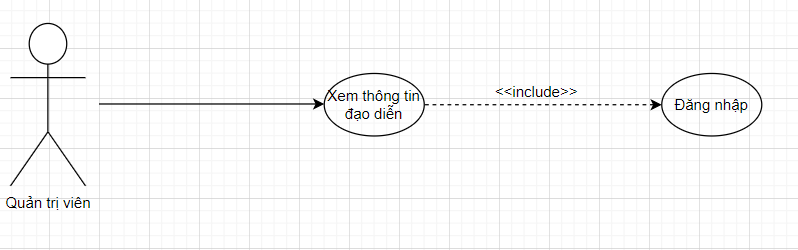 Xem thông tin
đạo diễn
<<include>>
Đăng nhập
Quản trị viên